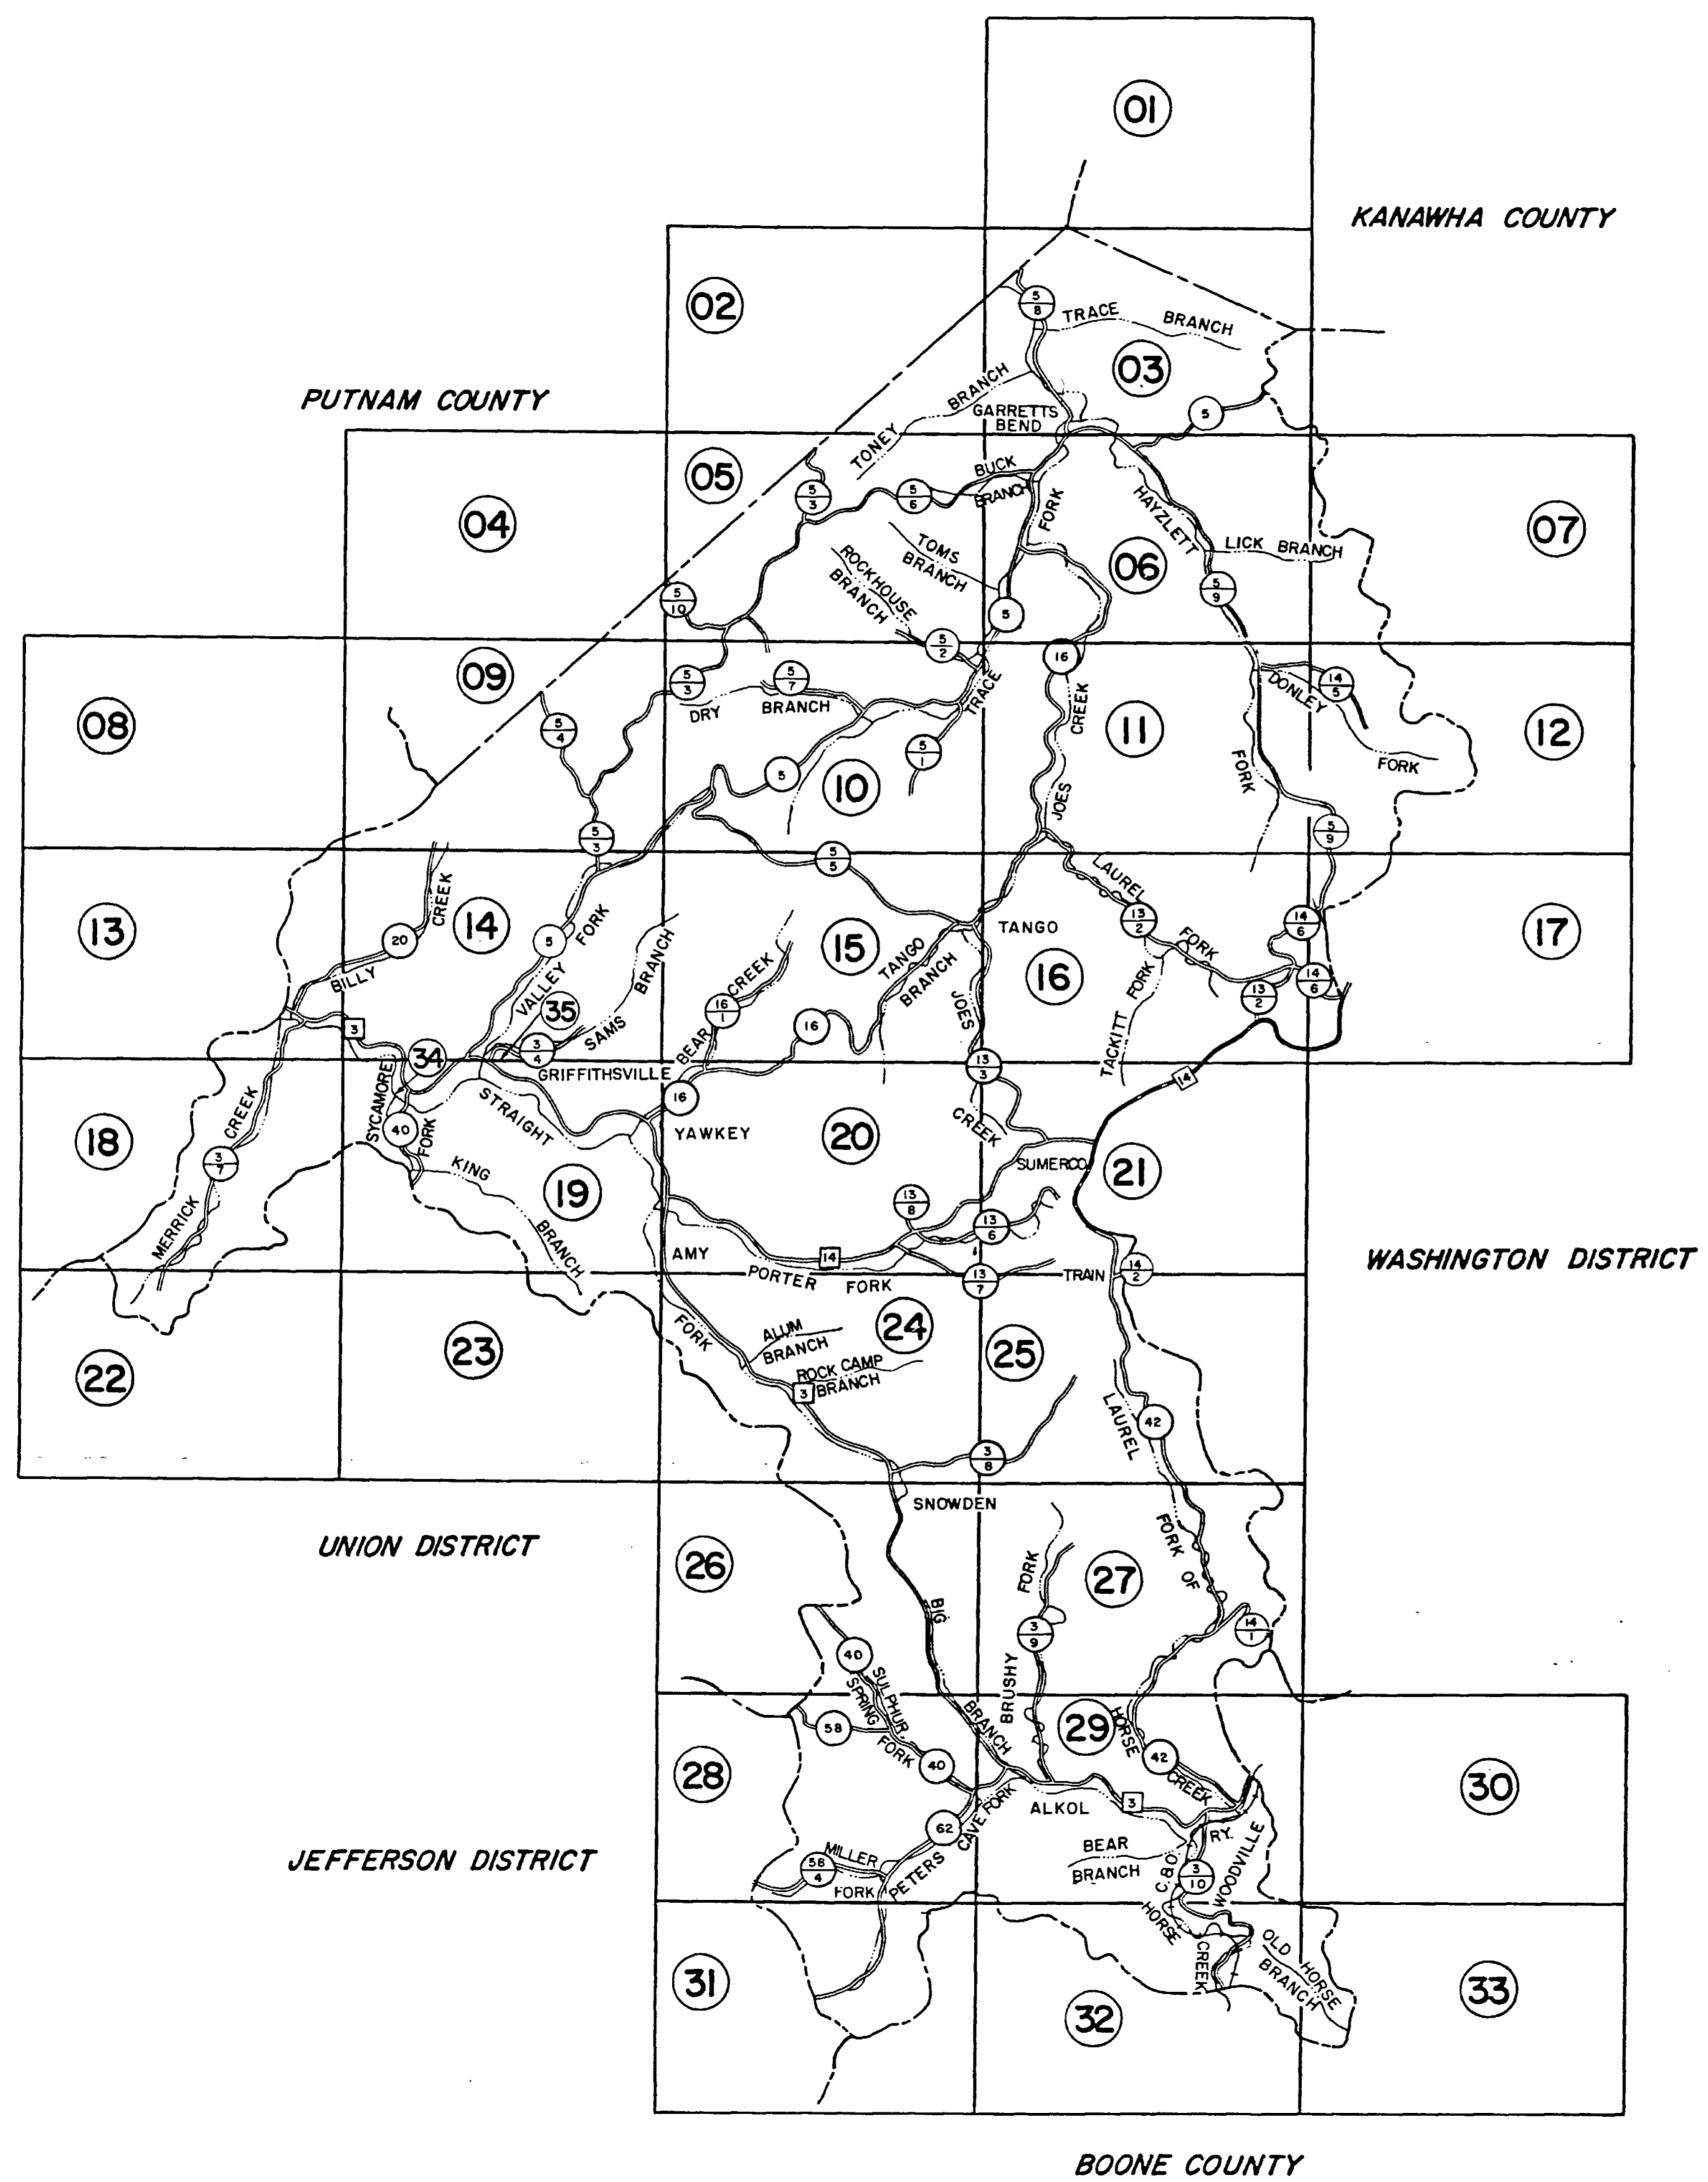 01
KANAWHA COUNTY
02
5
8
TRACE BRANCH
03
PUTNAM COUNTY
TONEY BRANCH
GARRETTS
BEND
5
05
BUCK
BRANCH
5
3
5
6
04
FORK
HAYZLETT
07
LICK BRANCH
TOMS
BRANCH
ROCKHOUSE
BRANCH
06
5
9
5
10
5
5
2
16
09
5
3
5
7
DRY BRANCH
TRACE
CREEK
DONLEY
14
5
08
5
4
5
1
11
12
FORK
FORK
5
10
JOES
5
3
5
9
5
5
LAUREL
CREEK
13
14
20
5
FORK
15
TANGO
13
2
14
6
17
BILLY
VALLEY
BRANCH
CREEK
TANGO
BRANCH
16
FORK
FORK
14
6
13
2
35
16
1
16
JOES
3
SAMS
3
4
BEAR
34
GRIFFITHSVILLE
13
3
TACKITT
14
SYCAMORE
CREEK
STRAIGHT
16
40
FORK
YAWKEY
20
CREEK
18
3
7
KING
SUMERCO
21
19
13
8
MERRICK
BRANCH
13
6
AMY
14
WASHINGTON DISTRICT
PORTER FORK
13
7
TRAIN
14
2
FORK
ALUM
BRANCH
24
25
23
22
ROCK CAMP
BRANCH
3
LAUREL
42
3
8
SNOWDEN
UNION DISTRICT
26
FORK
FORK OF
27
BIG
3
9
14
1
40
SULPHUR
SPRING
BRUSHY
58
FORK
BRANCH
29
HORSE
42
CREEK
28
40
30
ALKOL
3
62
CAVE FORK
JEFFERSON DISTRICT
MILLER
FORK
58
4
PETERS
BEAR
BRANCH
RY.
C.&O.
3
10
WOODVILLE
HORSE
CREEK
OLD HORSE
BRANCH
31
32
33
BOONE COUNTY